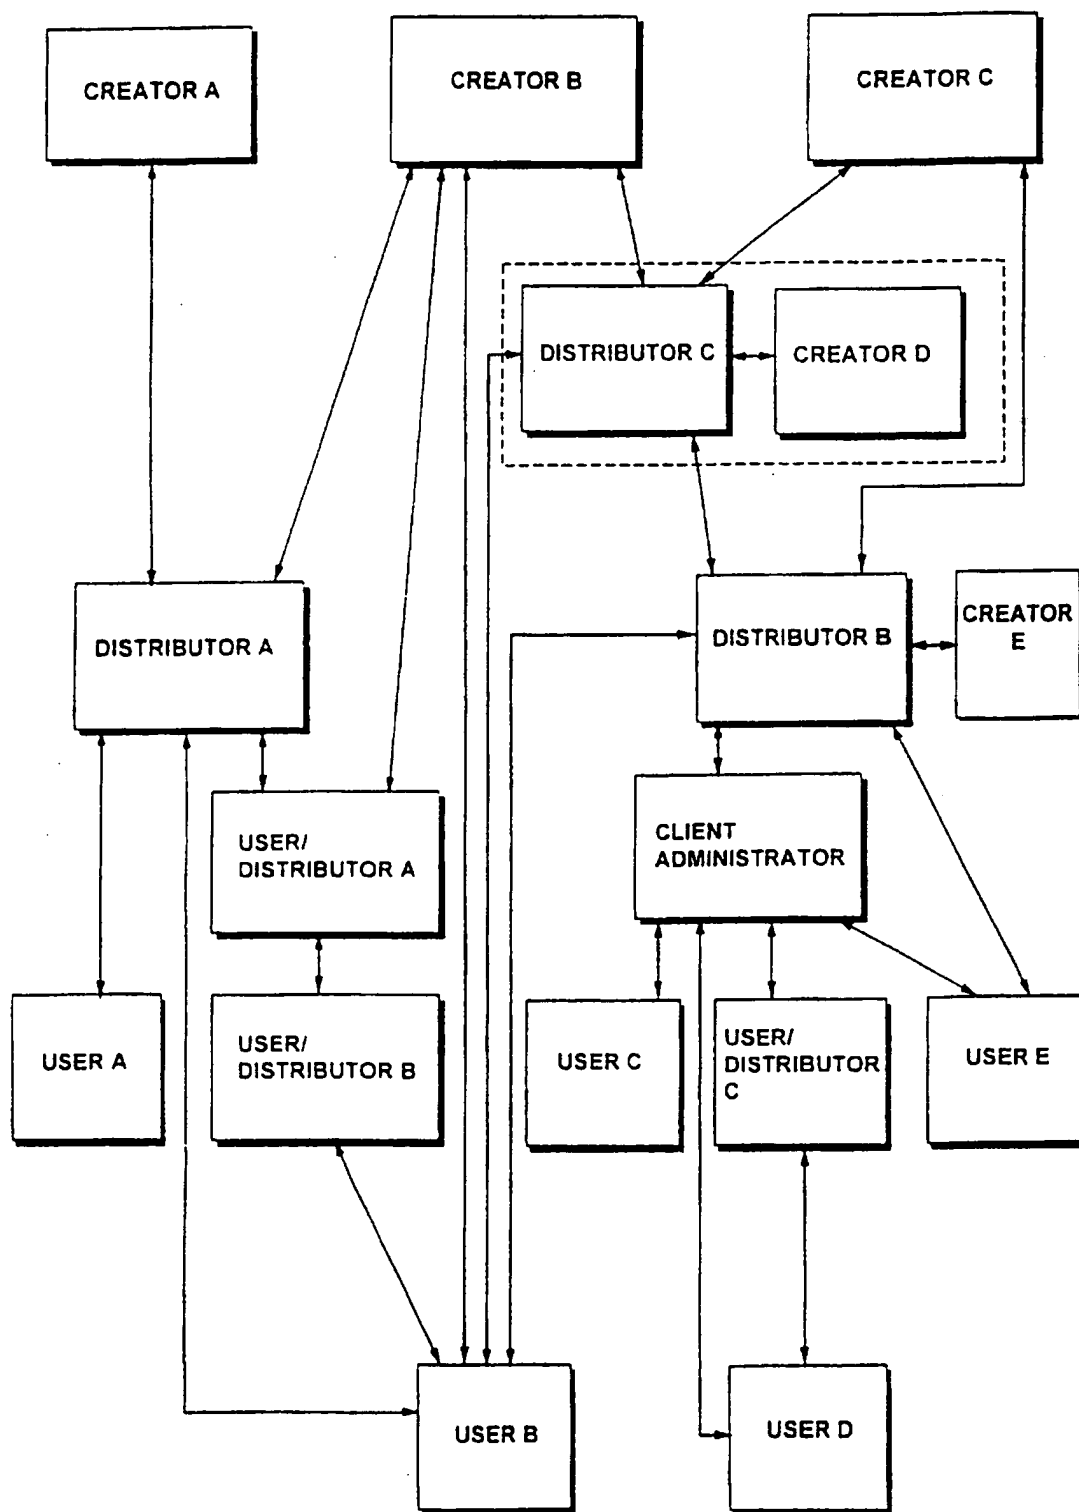 CREATOR A
CREATOR B
CREATOR C
DISTRIBUTOR C
CREATOR D
DISTRIBUTOR A
DISTRIBUTOR B
CREATOR
E
USER/
DISTRIBUTOR A
CLIENT
ADMINISTRATOR
USER A
USER/
DISTRIBUTOR B
USER C
USER/
DISTRIBUTOR
C
USER E
USER B
USER D